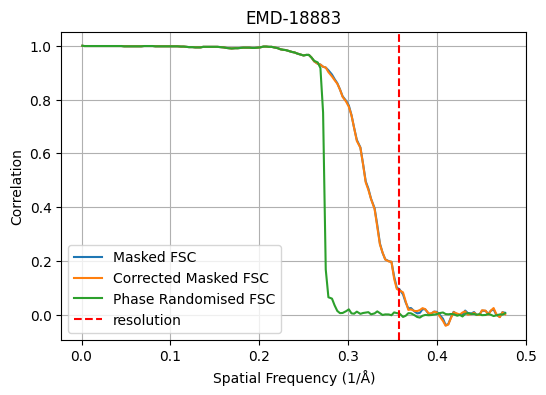 EMD-18883
Correlation
1.0
0.8
0.6
0.4
0.2
0.0
Masked FSC
Corrected Masked FSC
Phase Randomised FSC
resolution
0.0 0.1 0.2 0.3 0.4 0.5
Spatial Frequency (1/Å)